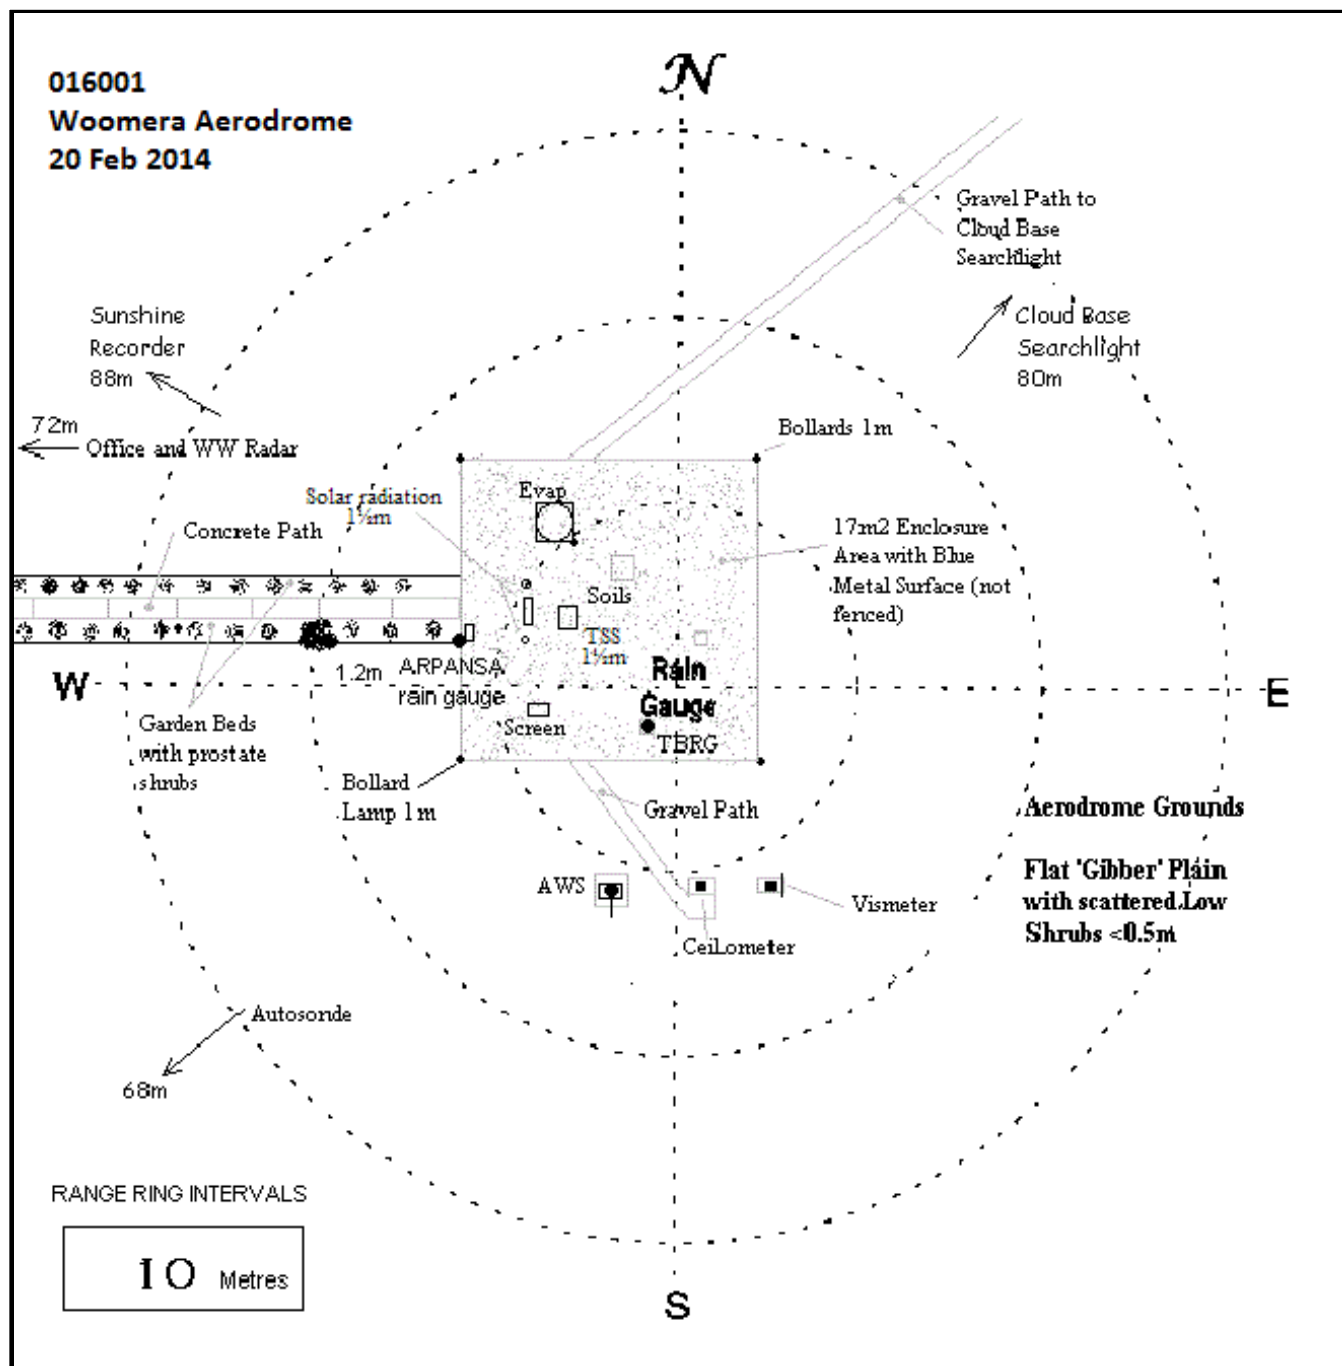 016001
Woomera Aerodrome
20 Feb 2014
N
Gravel Path to
Cloud Base
Searchlight
Sunshine
Recorder
88m
Cloud Base
Searchlight
80m
72m
Office and WW Radar
Bollards 1m
Evap
Solar radiation
1½m
Concrete Path
17m2 Enclosure
Area with Blue
Metal Surface (not
fenced)
Soils
TSS
1½m
1.2m
ARPANSA
rain gauge
Rain
Gauge
W
E
Garden Beds
with prostate
shrubs
Screen
TBRG
Bollard
Lamp 1m
Gravel Path
Aerodrome Grounds
Flat 'Gibber' Plain
with scattered Low
Shrubs <0.5m
AWS
Vismeter
CeiLometer
Autosonde
68m
RANGE RING INTERVALS
10 Metres
S